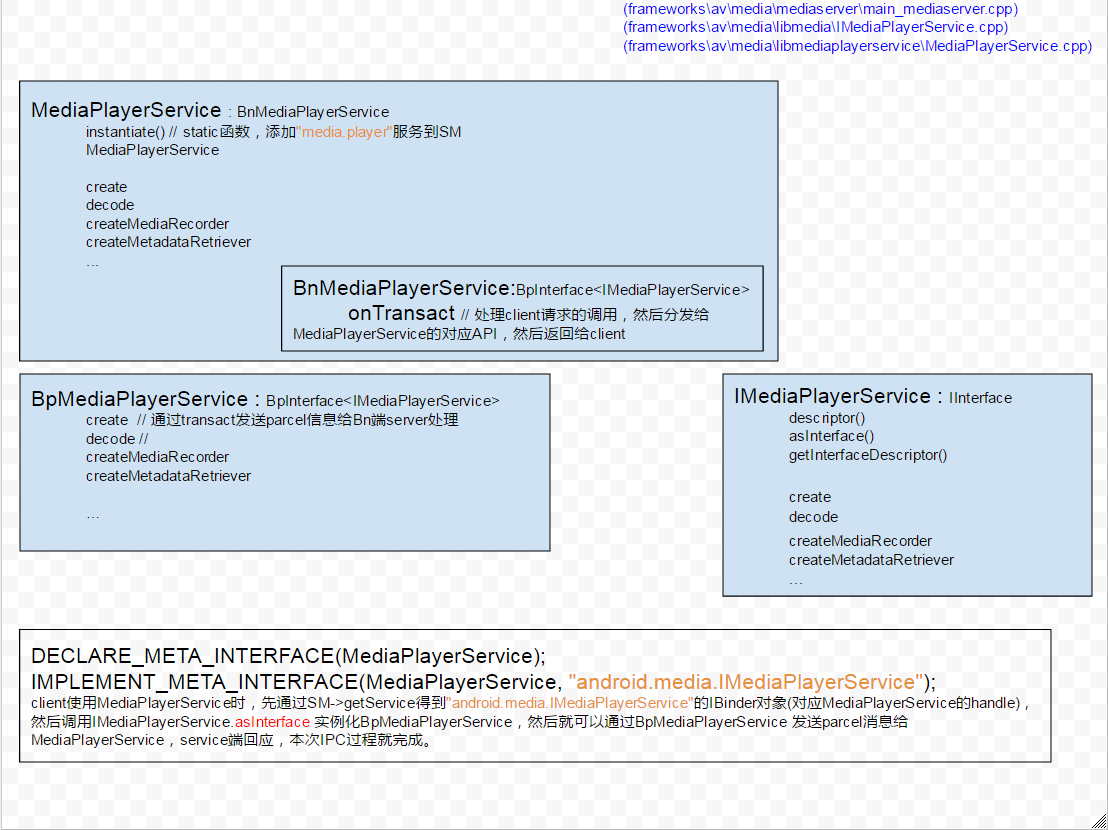 (frameworks\av\media\mediaserver\main_mediaserver.cpp)
(frameworks\av\media\libmedia\IMediaPlayerService.cpp)
(frameworks\av\media\libmediaplayerservice\MediaPlayerService.cpp)
MediaPlayerService : BnMediaPlayerService
instantiate() // static函数，添加"media.player"服务到SM
MediaPlayerService
create
decode
createMediaRecorder
createMetadataRetriever
...
BnMediaPlayerService:BpInterface<IMediaPlayerService>
onTransact // 处理client请求的调用，然后分发给
MediaPlayerService的对应API，然后返回给client
BpMediaPlayerService : BpInterface<IMediaPlayerService>
create // 通过transact发送parcel信息给Bn端server处理
decode //
createMediaRecorder
createMetadataRetriever
...
IMediaPlayerService : IInterface
descriptor()
asInterface()
getInterfaceDescriptor()
create
decode
createMediaRecorder
createMetadataRetriever
...
DECLARE_META_INTERFACE(MediaPlayerService);
IMPLEMENT_META_INTERFACE(MediaPlayerService, "android.media.IMediaPlayerService");
client使用MediaPlayerService时，先通过SM->getService得到"android.media.IMediaPlayerService"的IBinder对象(对应MediaPlayerService的handle)，
然后调用IMediaPlayerService.asInterface 实例化BpMediaPlayerService，然后就可以通过BpMediaPlayerService 发送parcel消息给
MediaPlayerService，service端回应，本次IPC过程就完成。